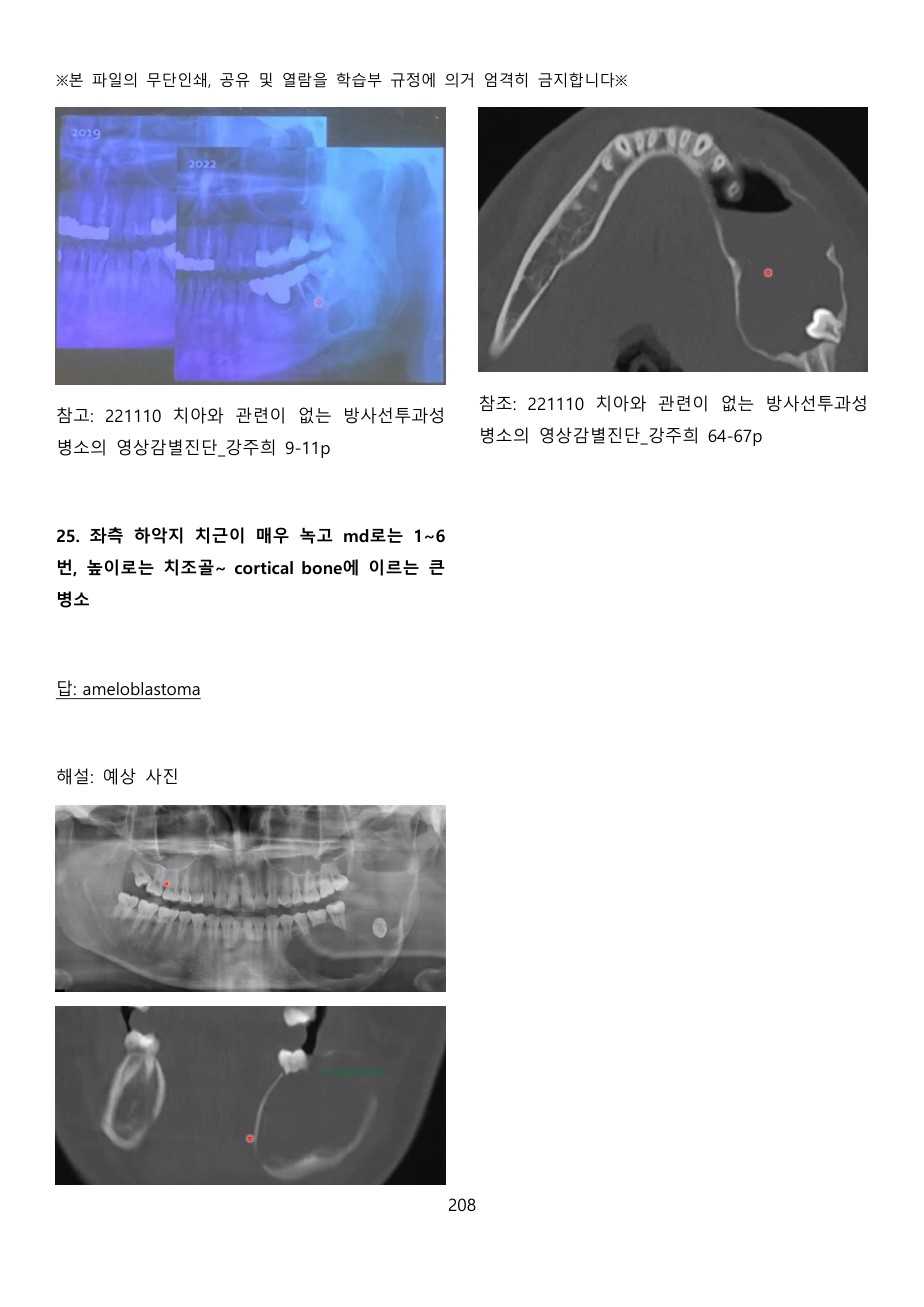 ※본 파일의 무단인쇄, 공유 및 열람을 학습부 규정에 의거 엄격히 금지합니다※
2019
2022
참고: 221110 치아와 관련이 없는 방사선투과성
병소의 영상감별진단_강주희 9-11p
25. 좌측 하악지 치근이 매우 녹고 md로는 1~6
번, 높이로는 치조골~ cortical bone에 이르는 큰
병소
답: ameloblastoma
해설: 예상 사진
참조: 221110 치아와 관련이 없는 방사선투과성
병소의 영상감별진단_강주희 64-67p
208